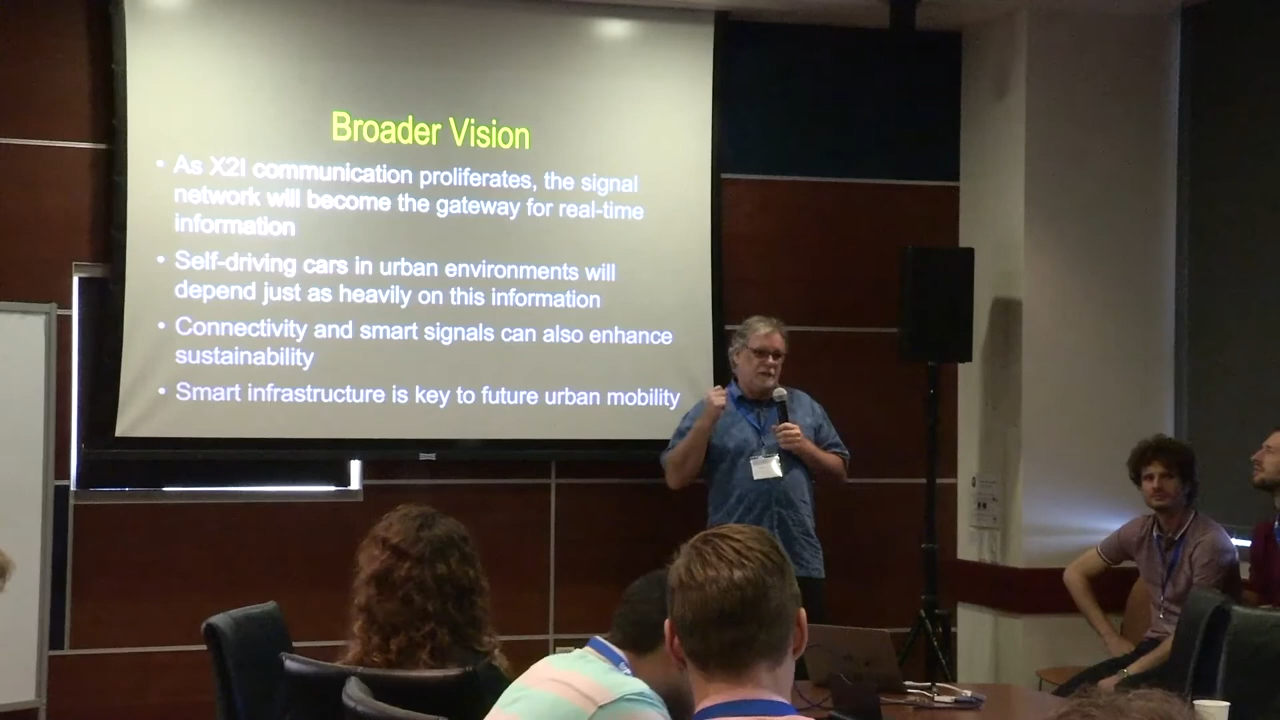 Broader Vision
• As X2I communication proliferates, the signal
network will become the gateway for real-time
information
• Self-driving cars in urban environments will
depend just as heavily on this information
• Connectivity and smart signals can also enhance
sustainability
• Smart infrastructure is key to future urban mobility